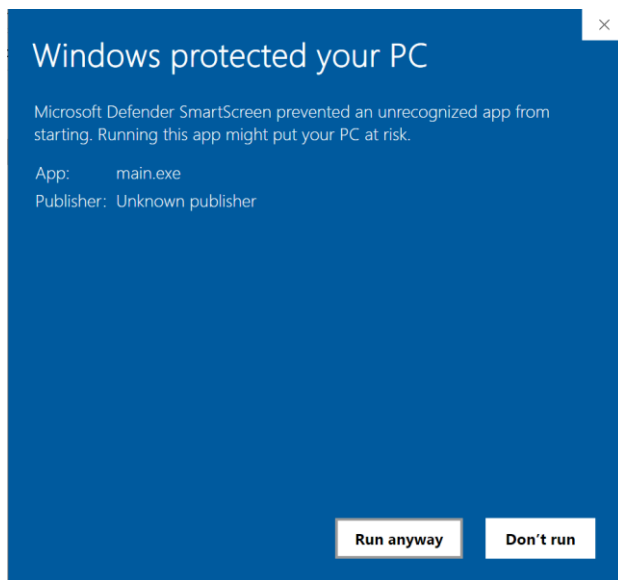 Windows protected your PC
Microsoft Defender SmartScreen prevented an unrecognized app from
starting. Running this app might put your PC at risk.
App: main.exe
Publisher: Unknown publisher
Run anyway Don’t run